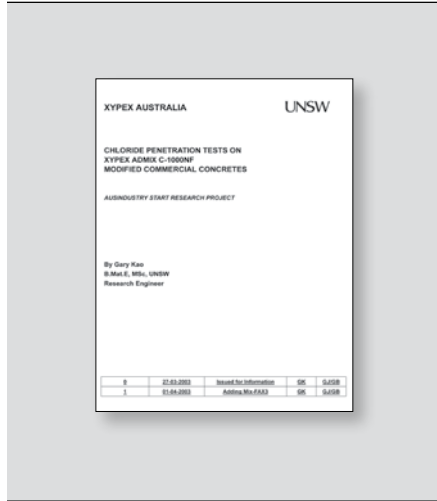 XYPEX AUSTRALIA UNSW
CHLORIDE PENETRATION TESTS ON
XYPEX ADMIX C-1000NF
MODIFIED COMMERCIAL CONCRETES
AUSINDUSTRY START RESEARCH PROJECT
By Gary Kao
B.Mat.E, MSc, UNSW
Research Engineer
0 27-03-2003 Issued for Information GK GJ/GB
1 01-04-2003 Adding Mix-FAX3 GK GJ/GB